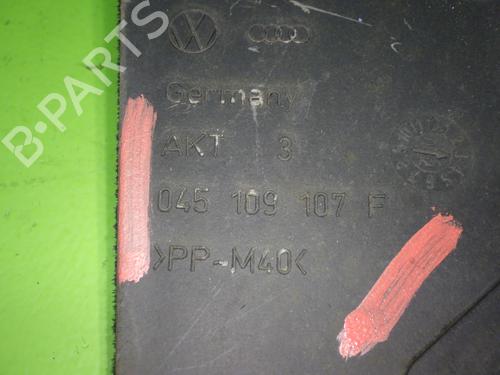 B-PARTS
Germany
AKT 3
045 109 107 F
>PP-M40<